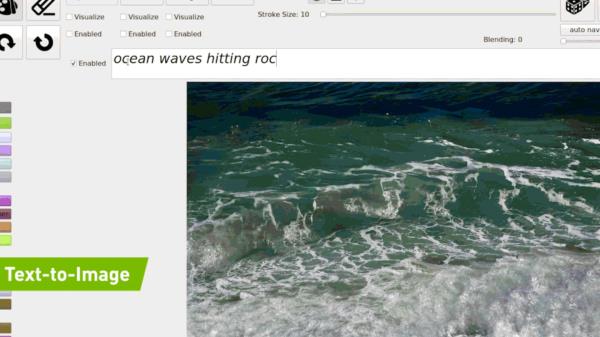 Visualize Visualize Visualize
Stroke Size: 10
auto nav
Enabled Enabled Enabled
Blending: 0
Enabled ocean waves hitting roc
Text-to-Image